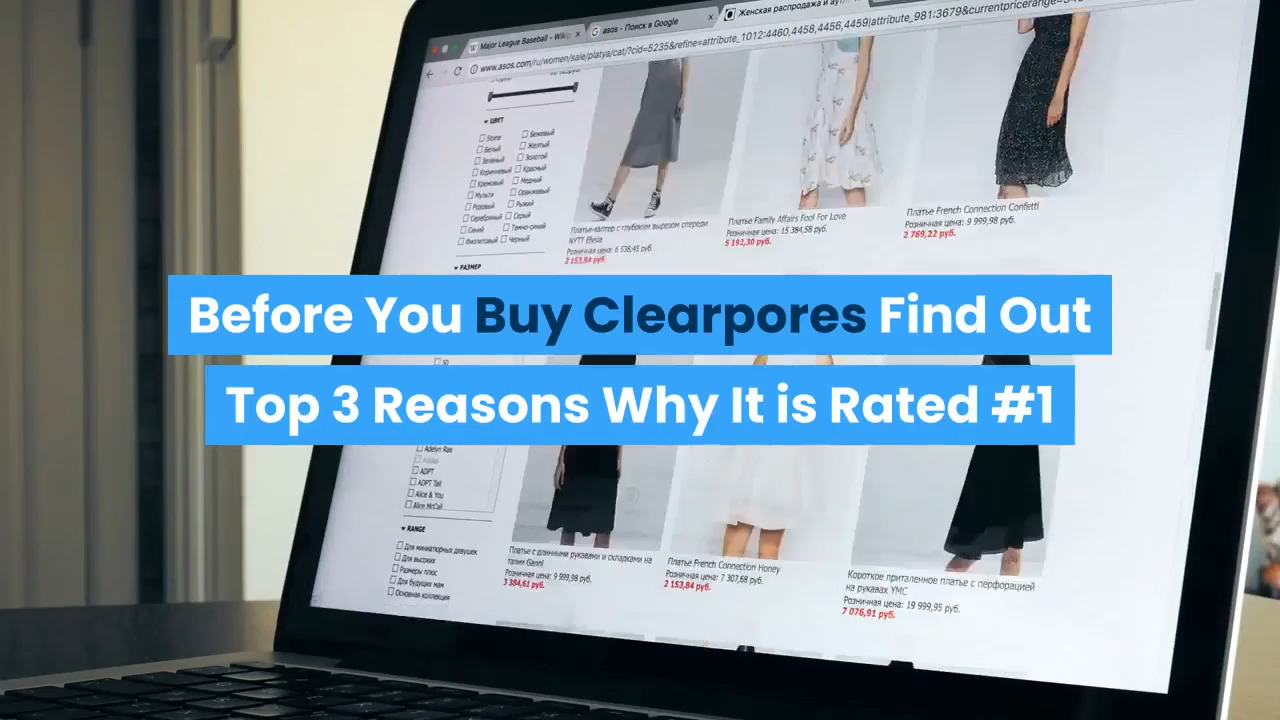 Major League Baseball - Wikip
asos - Поиск в Google
Женская распродажа и аут
www.asos.com/ru/women/sale/platya/cat/?cid=5235&refine=attribute_1012:4460,4458,4456,4459|attribute_981:3679&currentpricerange=
ЦВЕТ
Stone
Бежевый
Белый
Желтый
Зеленый
Золотой
Коричневый
Красный
Кремовый
Медный
Мульти
Оранжевый
Розовый
Рыжий
Серебряный
Серый
Синий
Темно-синий
Фиолетовый
Черный
РАЗМЕР
Платье-халтер с глубоким вырезом спереди
NYTT Elysia
Розничная цена: 6 538,45 руб.
2 153,84 руб.
Платье Family Affairs Fool For Love
Розничная цена: 15 384,58 руб.
5 192,30 руб.
Платье French Connection Confetti
Розничная цена: 9 999,98 руб.
2 769,22 руб.
Before You Buy Clearpores Find Out
Top 3 Reasons Why It is Rated #1
Adelyn Rae
Adidas
ADPT
ADPT Tall
Alice & You
Alice McCall
RANGE
Для миниатюрных девушек
Для высоких
Размеры плюс
Для будущих мам
Основная коллекция
Платье с длинными рукавами и складками на
талии Ganni
Розничная цена: 9 999,98 руб.
3 384,61 руб.
Платье French Connection Honey
Розничная цена: 7 307,68 руб.
2 153,84 руб.
Короткое приталенное платье с перфорацией
на рукавах YMC
Розничная цена: 19 999,95 руб.
7 076,91 руб.